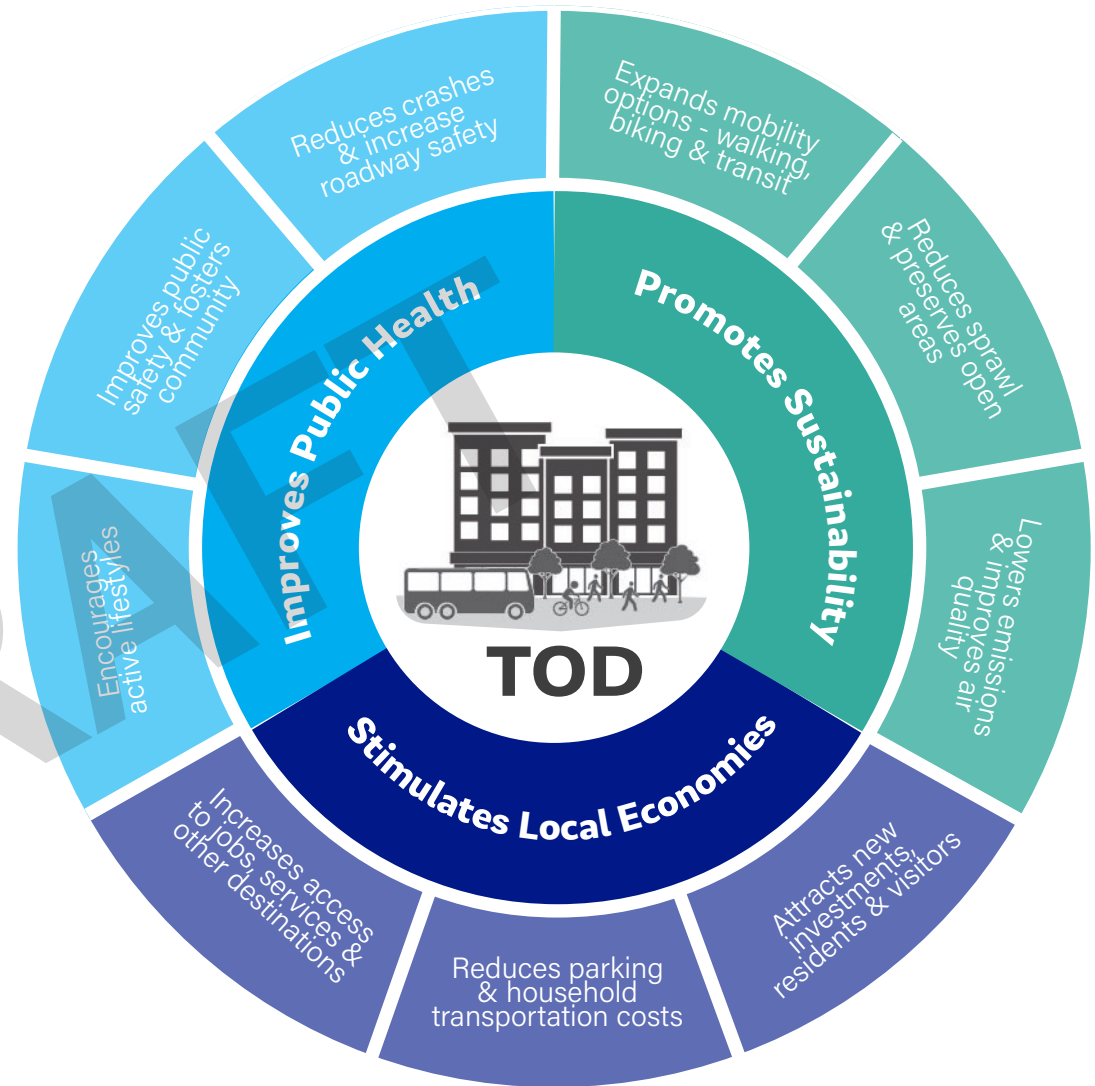 TOD
Promotes Sustainability
Expands mobility
options - walking,
biking & transit
Reduces sprawl
& preserves open
areas
Lowers emissions
& improves air
quality
Stimulates Local Economies
Attracts new
investments,
residents & visitors
Reduces parking
& household
transportation costs
Increases access
to jobs, services &
other destinations
Improves Public Health
Encourages
active lifestyles
Improves public
safety & fosters
community
Reduces crashes
& increase
roadway safety
RAFT